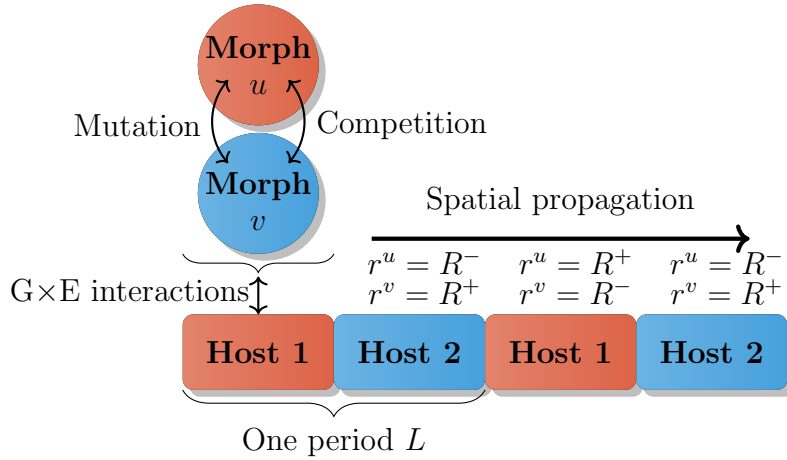 Morph
u
Mutation
Competition
Morph
v
Spatial propagation
G×E interactions
r^u = R^- r^u = R^+ r^u = R^-
r^v = R^+ r^v = R^- r^v = R^+
Host 1 Host 2 Host 1 Host 2
One period L